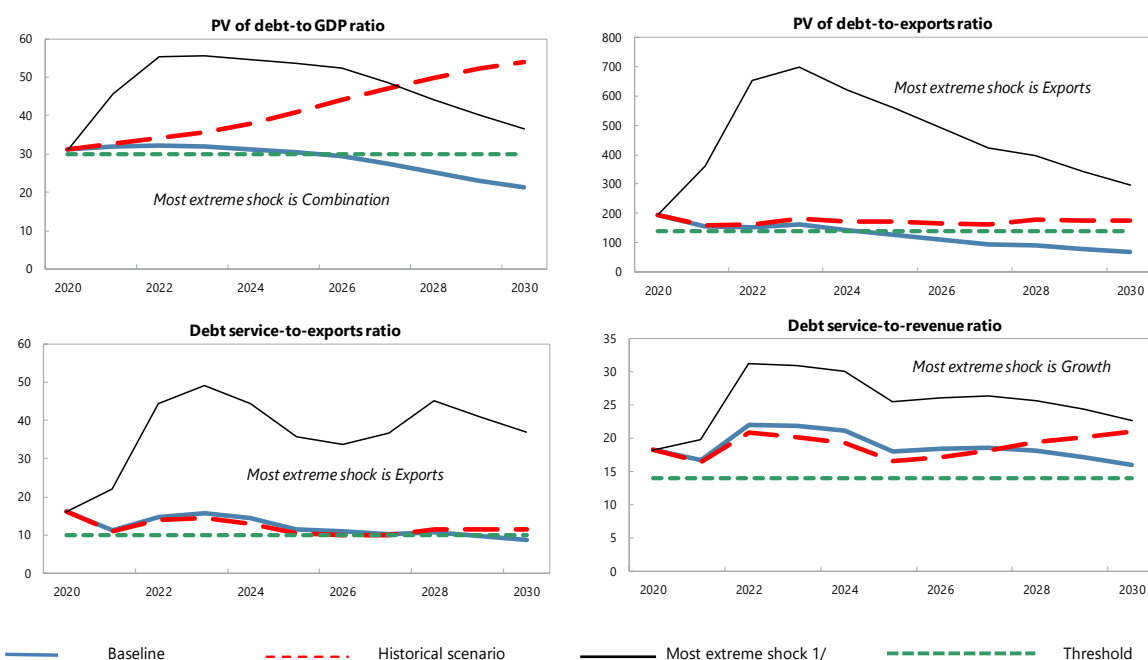 PV of debt-to GDP ratio
60
50
40
30
20
10
0
Most extreme shock is Combination
2020 2022 2024 2026 2028 2030
PV of debt-to-exports ratio
800
700
600
500
400
300
200
100
0
Most extreme shock is Exports
2020 2022 2024 2026 2028 2030
Debt service-to-exports ratio
60
50
40
30
20
10
0
Most extreme shock is Exports
2020 2022 2024 2026 2028 2030
Debt service-to-revenue ratio
35
30
25
20
15
10
5
0
Most extreme shock is Growth
2020 2022 2024 2026 2028 2030
Baseline Historical scenario Most extreme shock 1/ Threshold